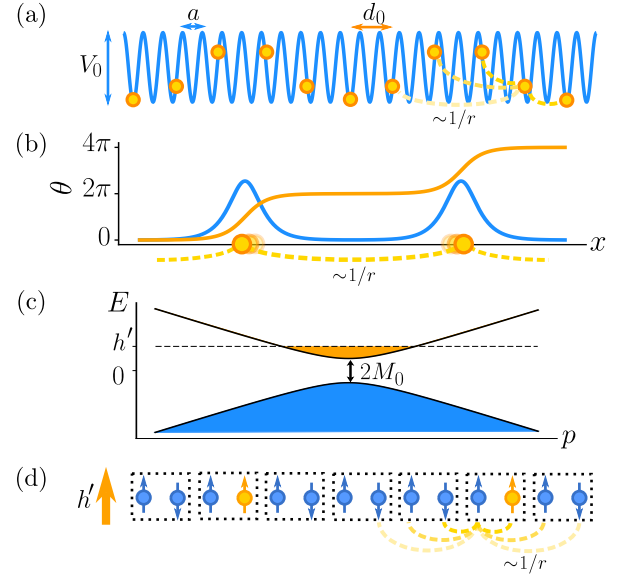 (a)
a
d₀
V₀
~1/r
(b)
4π
2π
0
θ
x
~1/r
(c)
E
h′
0
2M₀
p
(d)
h′
~1/r